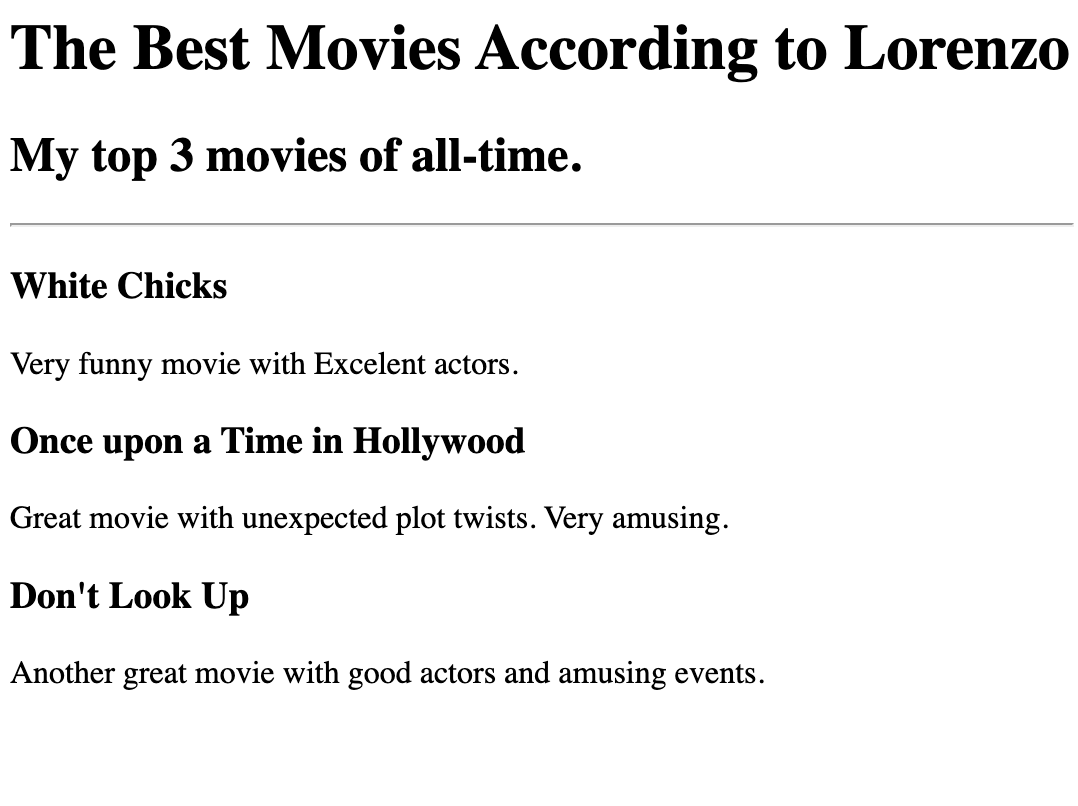 The Best Movies According to Lorenzo
My top 3 movies of all-time.
White Chicks
Very funny movie with Excelent actors.
Once upon a Time in Hollywood
Great movie with unexpected plot twists. Very amusing.
Don't Look Up
Another great movie with good actors and amusing events.